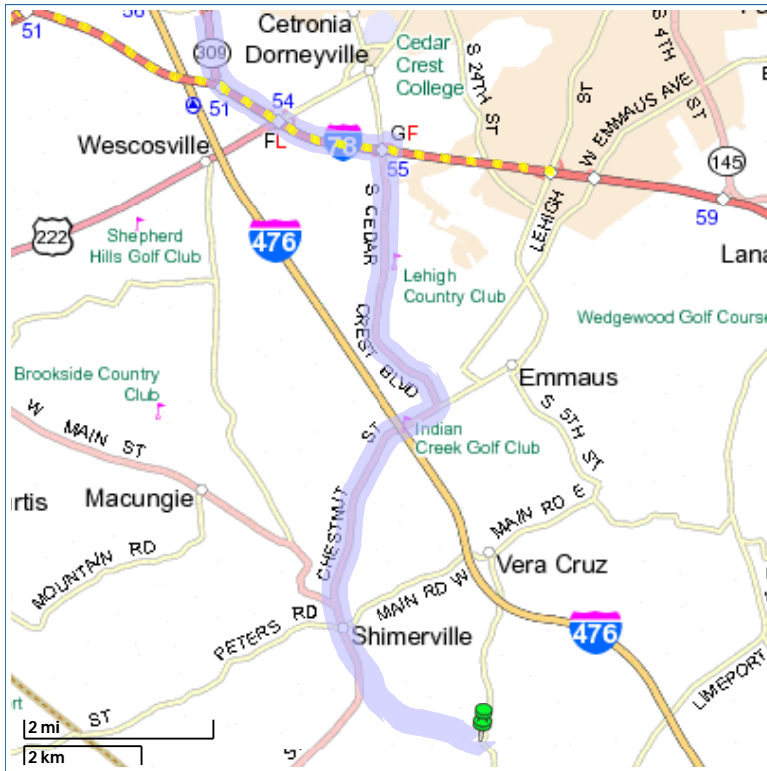 51
56
309
Cetronia
Dorneyville
Cedar
Crest
College
S 24TH ST
S 4TH ST
ST
W EMMAUS AVE
51
54
FL
78
GF
55
Wescosville
145
59
222
Shepherd
Hills Golf Club
476
S CEDAR
CREST BLVD
LEHIGH
Lehigh
Country Club
Lana
Wedgewood Golf Course
Brookside Country
Club
Emmaus
W MAIN ST
ST
Indian
Creek Golf Club
S 5TH ST
rtis
Macungie
CHESTNUT
MAIN RD E
Vera Cruz
MOUNTAIN RD
MAIN RD W
PETERS RD
Shimerville
476
LIMEPORT
rt
ST
2 mi
2 km